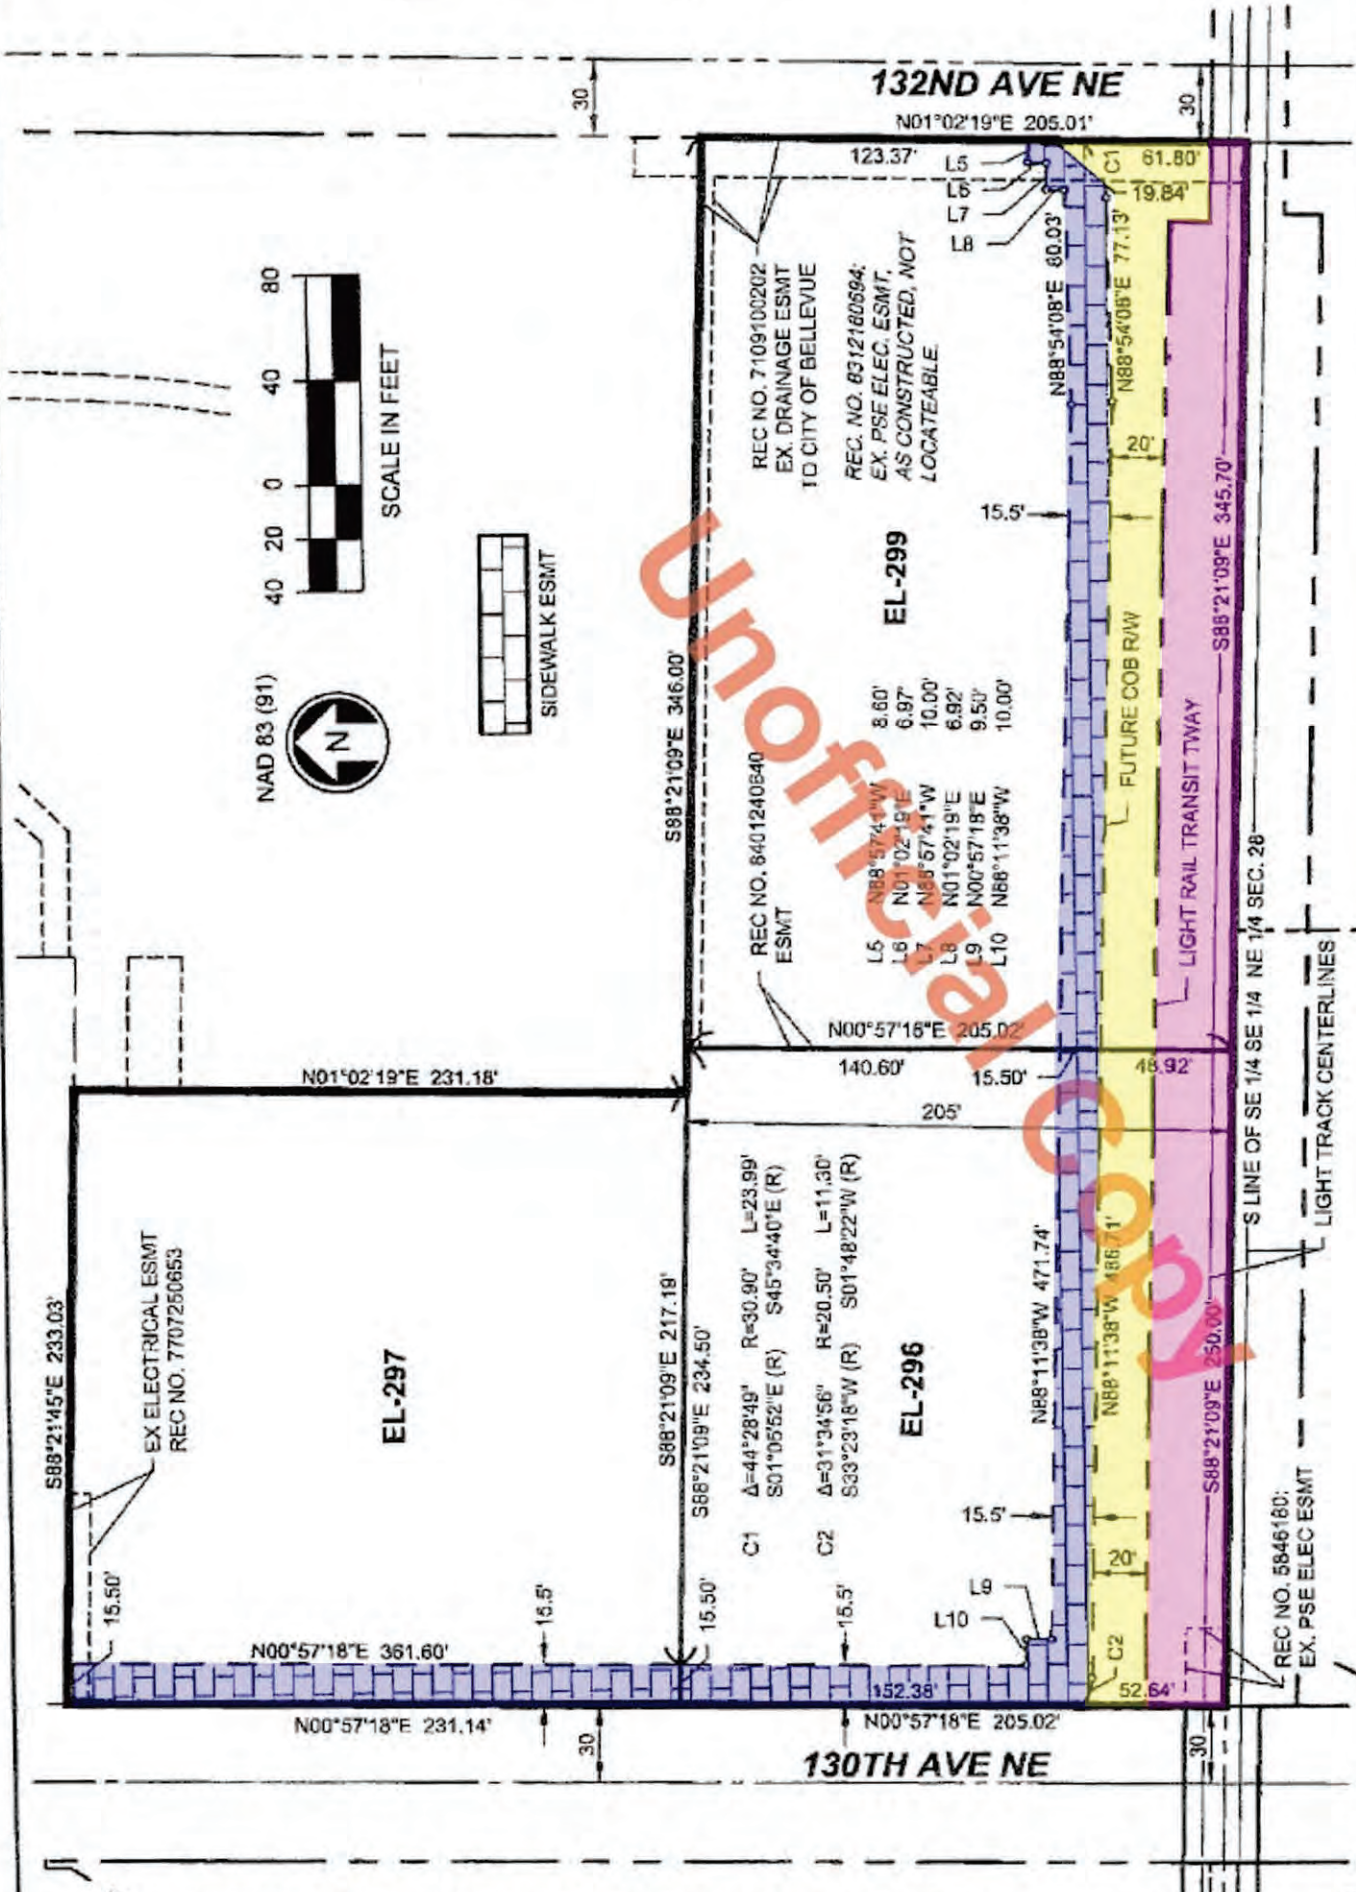 132ND AVE NE
30
30
N01°02'19"E 205.01'
123.37'
C1
61.80'
19.84'
L5
L6
L7
L8
N88°54'08"E 80.03'
N88°54'08"E 77.13'
REC NO. 7109100202
EX. DRAINAGE ESMT
TO CITY OF BELLEVUE
REC. NO. 8312180694;
EX. PSE ELEC. ESMT,
AS CONSTRUCTED, NOT
LOCATEABLE.
40 20 0 40 80
SCALE IN FEET
SIDEWALK ESMT
NAD 83 (91)
N
15.5'
20'
EL-299
S88°21'09"E 346.00'
S88°21'09"E 345.70'
FUTURE COB R/W
LIGHT RAIL TRANSIT TWAY
REC NO. 6401240640
ESMT
L5 N88°57'41"W 8.60'
L6 N01°02'19"E 6.97'
L7 N88°57'41"W 10.00'
L8 N01°02'19"E 6.92'
L9 N00°57'18"E 9.50'
L10 N88°11'38"W 10.00'
N00°57'18"E 205.02'
140.60'
15.50'
48.92'
205'
S LINE OF SE 1/4 SE 1/4 NE 1/4 SEC. 28
LIGHT TRACK CENTERLINES
N01°02'19"E 231.18'
S88°21'45"E 233.03'
EX ELECTRICAL ESMT
REC NO. 7707250653
EL-297
S88°21'09"E 217.19'
S88°21'09"E 234.50'
C1 Δ=44°28'49" R=30.90' L=23.99'
S01°05'52"E (R) S45°34'40"E (R)
C2 Δ=31°34'56" R=20.50' L=11.30'
S33°23'18"W (R) S01°48'22"W (R)
EL-296
N88°11'38"W 471.74'
N88°11'38"W 486.71'
S88°21'09"E 250.00'
15.5'
20'
L9
L10
15.50'
15.5'
15.50'
15.5'
N00°57'18"E 361.60'
152.38'
C2
52.64'
N00°57'18"E 231.14'
N00°57'18"E 205.02'
REC NO. 5846180;
EX. PSE ELEC ESMT
30
30
130TH AVE NE
Unofficial Copy